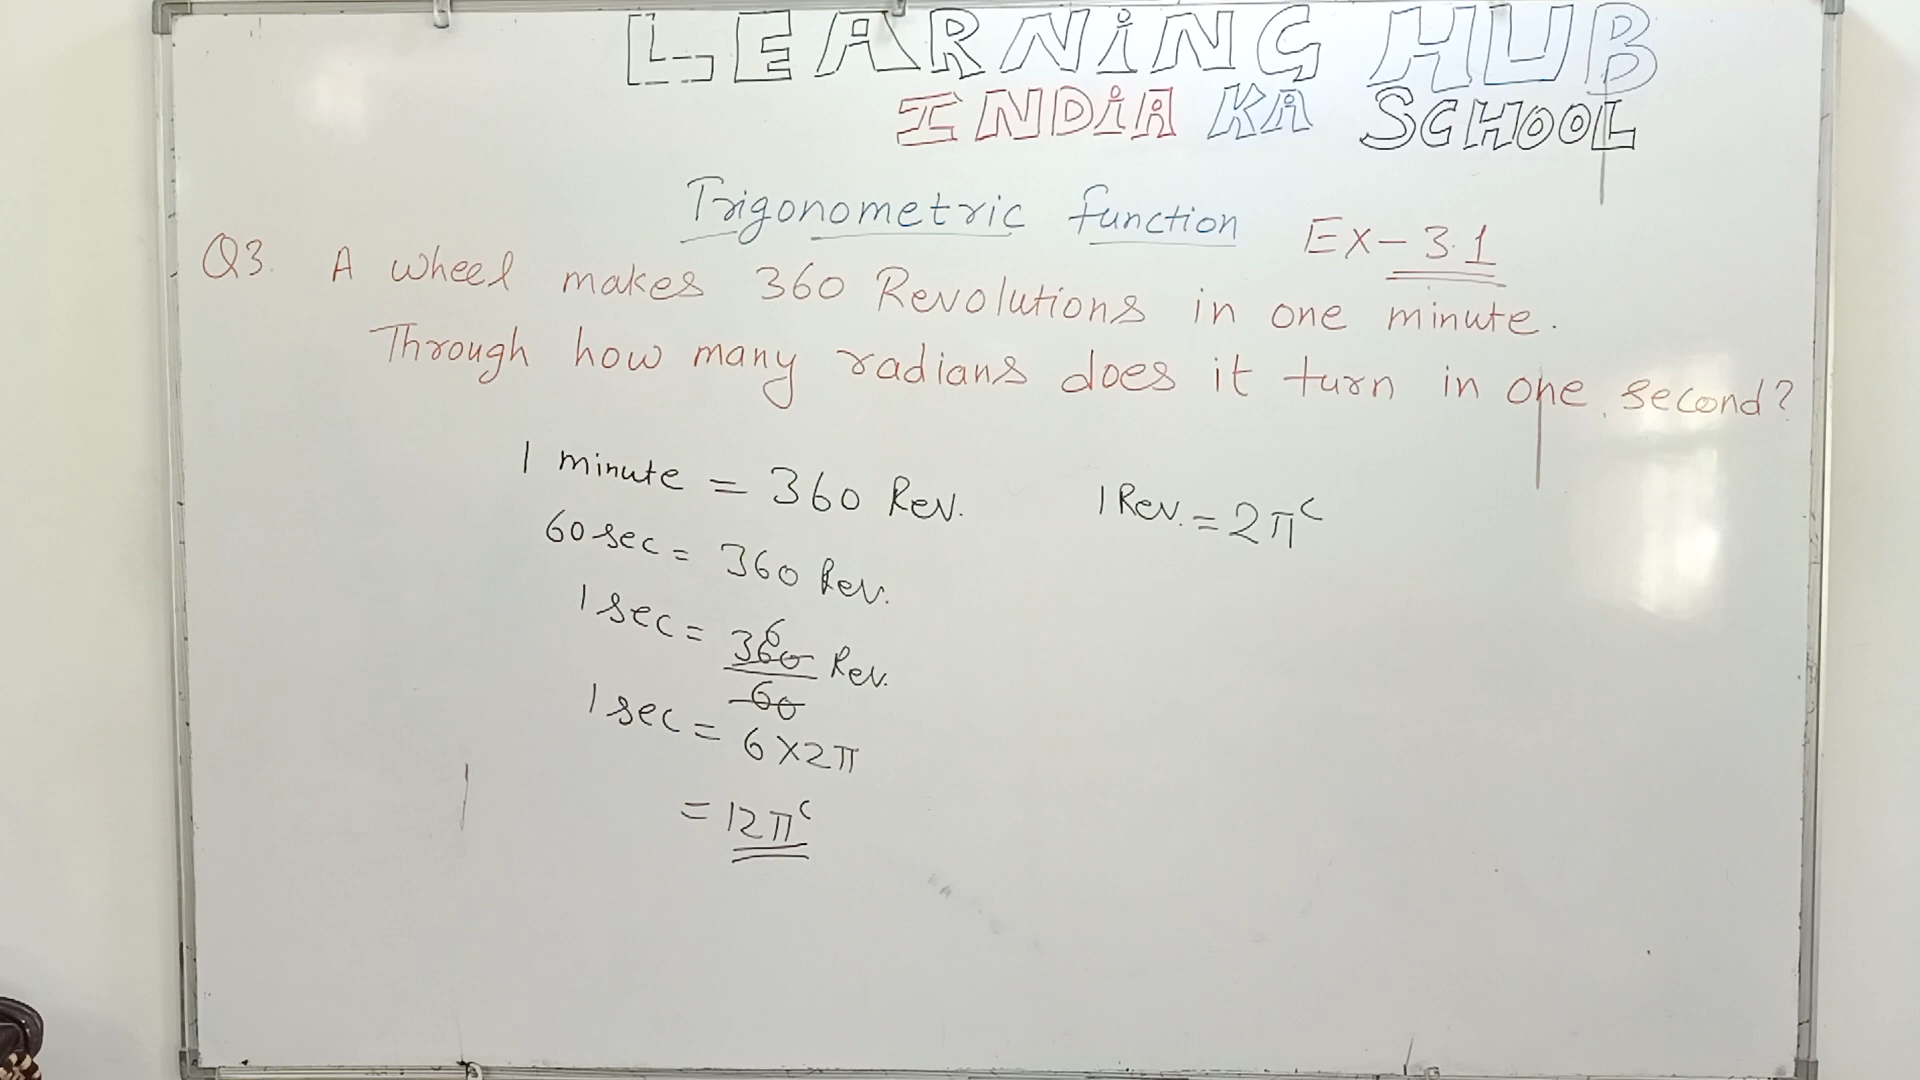 LEARNING HUB
INDIA KA SCHOOL
Trigonometric function Ex-3.1
Q3. A wheel makes 360 Revolutions in one minute.
Through how many radians does it turn in one second?
1 minute = 360 Rev. 1 Rev. = 2πᶜ
60 sec = 360 Rev.
6
1 sec = 360 Rev.
60
1 sec = 6 × 2π
= 12πᶜ